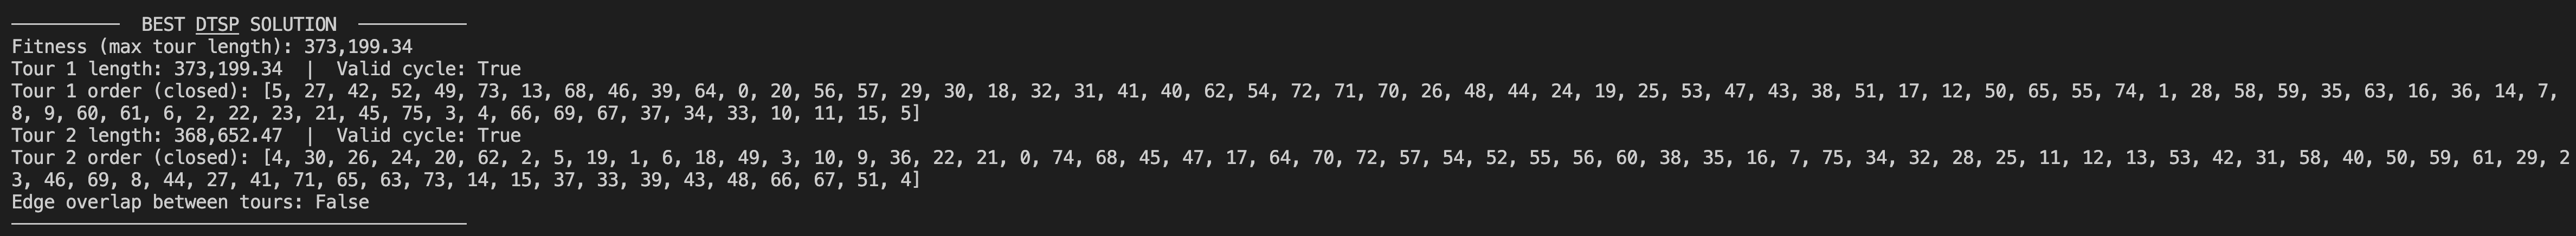 BEST DTSP SOLUTION
Fitness (max tour length): 373,199.34
Tour 1 length: 373,199.34  |  Valid cycle: True
Tour 1 order (closed): [5, 27, 42, 52, 49, 73, 13, 68, 46, 39, 64, 0, 20, 56, 57, 29, 30, 18, 32, 31, 41, 40, 62, 54, 72, 71, 70, 26, 48, 44, 24, 19, 25, 53, 47, 43, 38, 51, 17, 12, 50, 65, 55, 74, 1, 28, 58, 59, 35, 63, 16, 36, 14, 7,
8, 9, 60, 61, 6, 2, 22, 23, 21, 45, 75, 3, 4, 66, 69, 67, 37, 34, 33, 10, 11, 15, 5]
Tour 2 length: 368,652.47  |  Valid cycle: True
Tour 2 order (closed): [4, 30, 26, 24, 20, 62, 2, 5, 19, 1, 6, 18, 49, 3, 10, 9, 36, 22, 21, 0, 74, 68, 45, 47, 17, 64, 70, 72, 57, 54, 52, 55, 56, 60, 38, 35, 16, 7, 75, 34, 32, 28, 25, 11, 12, 13, 53, 42, 31, 58, 40, 50, 59, 61, 29, 2
3, 46, 69, 8, 44, 27, 41, 71, 65, 63, 73, 14, 15, 37, 33, 39, 43, 48, 66, 67, 51, 4]
Edge overlap between tours: False